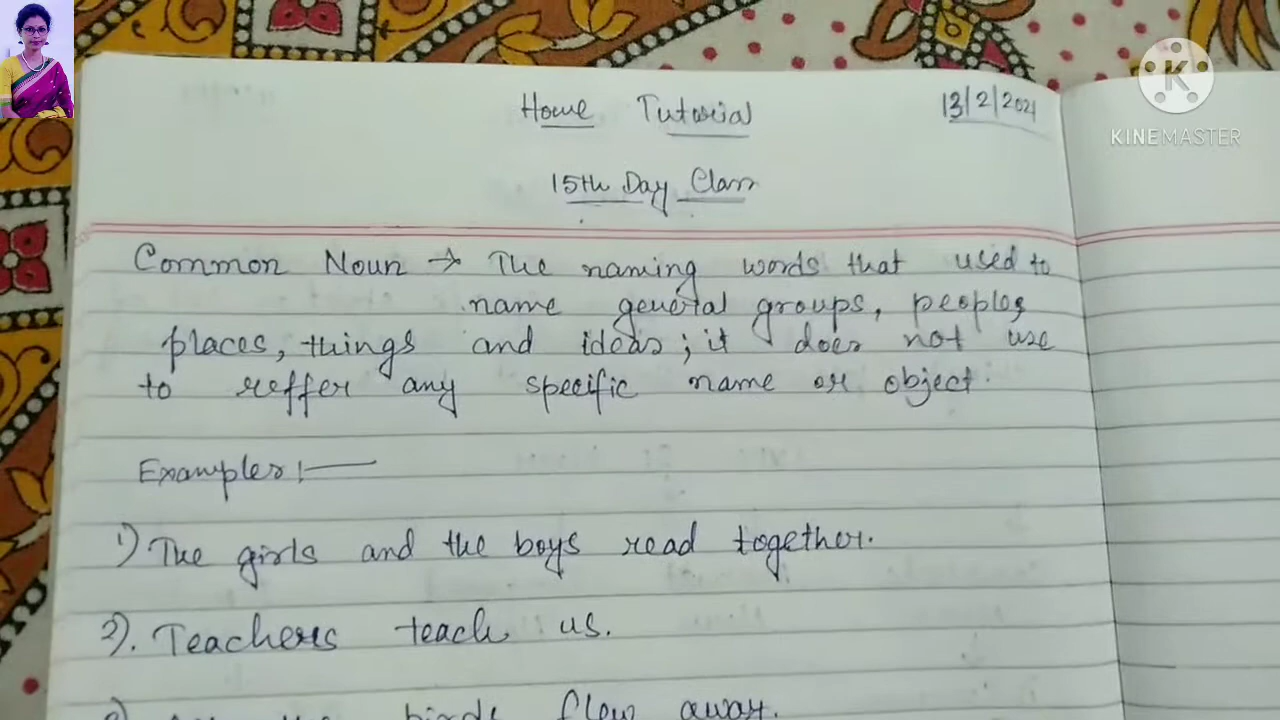 Home Tutorial
13/2/2021
KINEMASTER
15th Day Class
Common Noun → The naming words that used to
name general groups, peoples,
places, things and ideas; it does not use
to reffer any specific name or object.
Examples:—
1) The girls and the boys read together.
2). Teachers teach us.
birds flew away.